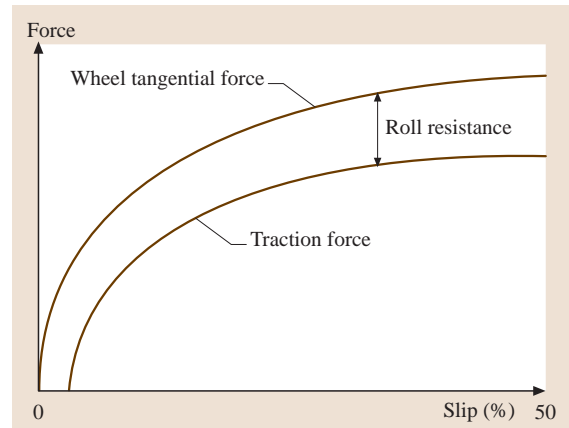 Force
Wheel tangential force
Roll resistance
Traction force
0
Slip (%)
50